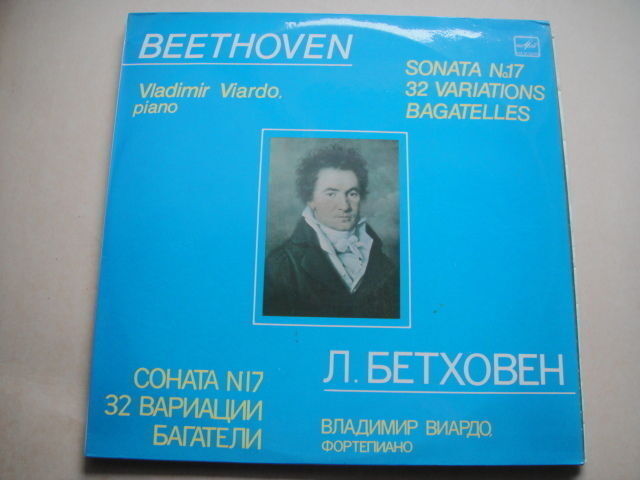 BEETHOVEN
Vladimir Viardo,
piano
SONATA №17
32 VARIATIONS
BAGATELLES
СОНАТА N17
32 ВАРИАЦИИ
БАГАТЕЛИ
Л. БЕТХОВЕН
ВЛАДИМИР ВИАРДО,
ФОРТЕПИАНО